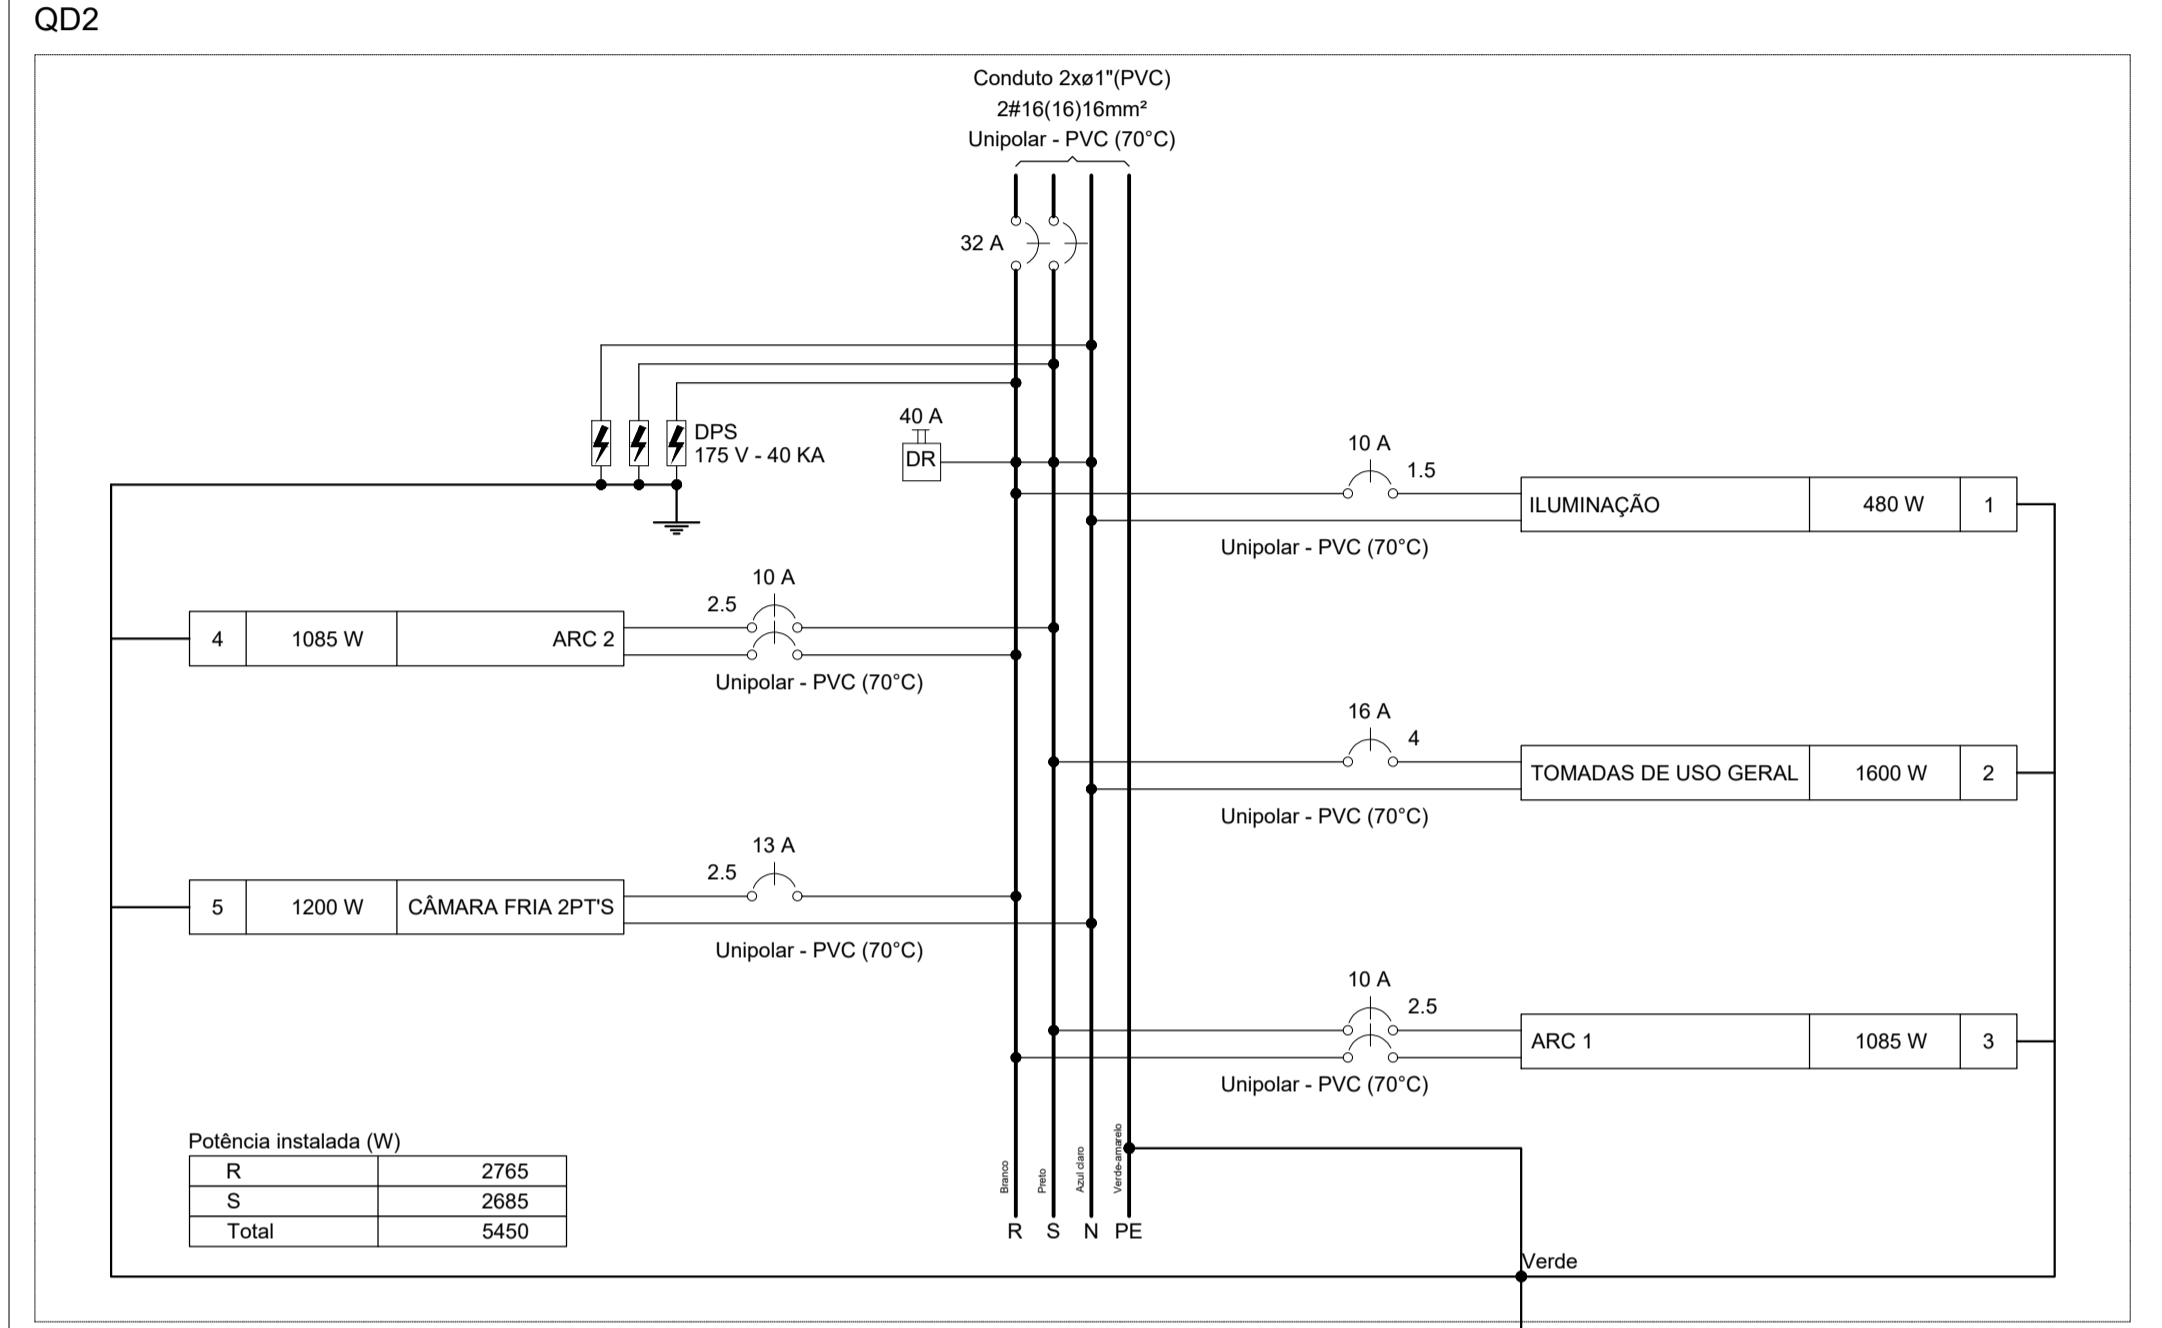 QD2
Conduto 2xø1"(PVC)
2#16(16)16mm²
Unipolar - PVC (70°C)
32 A
DPS
175 V - 40 KA
40 A
DR
10 A
1.5
ILUMINAÇÃO 480 W 1
Unipolar - PVC (70°C)
10 A
2.5
4 1085 W ARC 2
Unipolar - PVC (70°C)
16 A
4
TOMADAS DE USO GERAL 1600 W 2
Unipolar - PVC (70°C)
13 A
2.5
5 1200 W CÂMARA FRIA 2PT'S
Unipolar - PVC (70°C)
10 A
2.5
ARC 1 1085 W 3
Unipolar - PVC (70°C)
Potência instalada (W)
R 2765
S 2685
Total 5450
Branco
Preto
Azul claro
Verde-amarelo
R S N PE
Verde